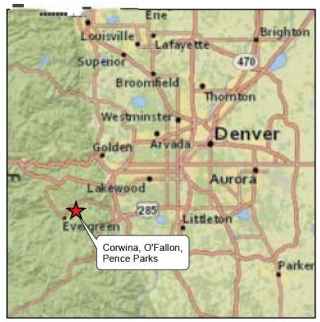 Erie
Louisville
Lafayette
Brighton
Superior
470
Broomfield
Thornton
Westminster
Denver
Golden
Arvada
Lakewood
Aurora
285
Littleton
Evergreen
Corwina, O'Fallon,
Pence Parks
Parker